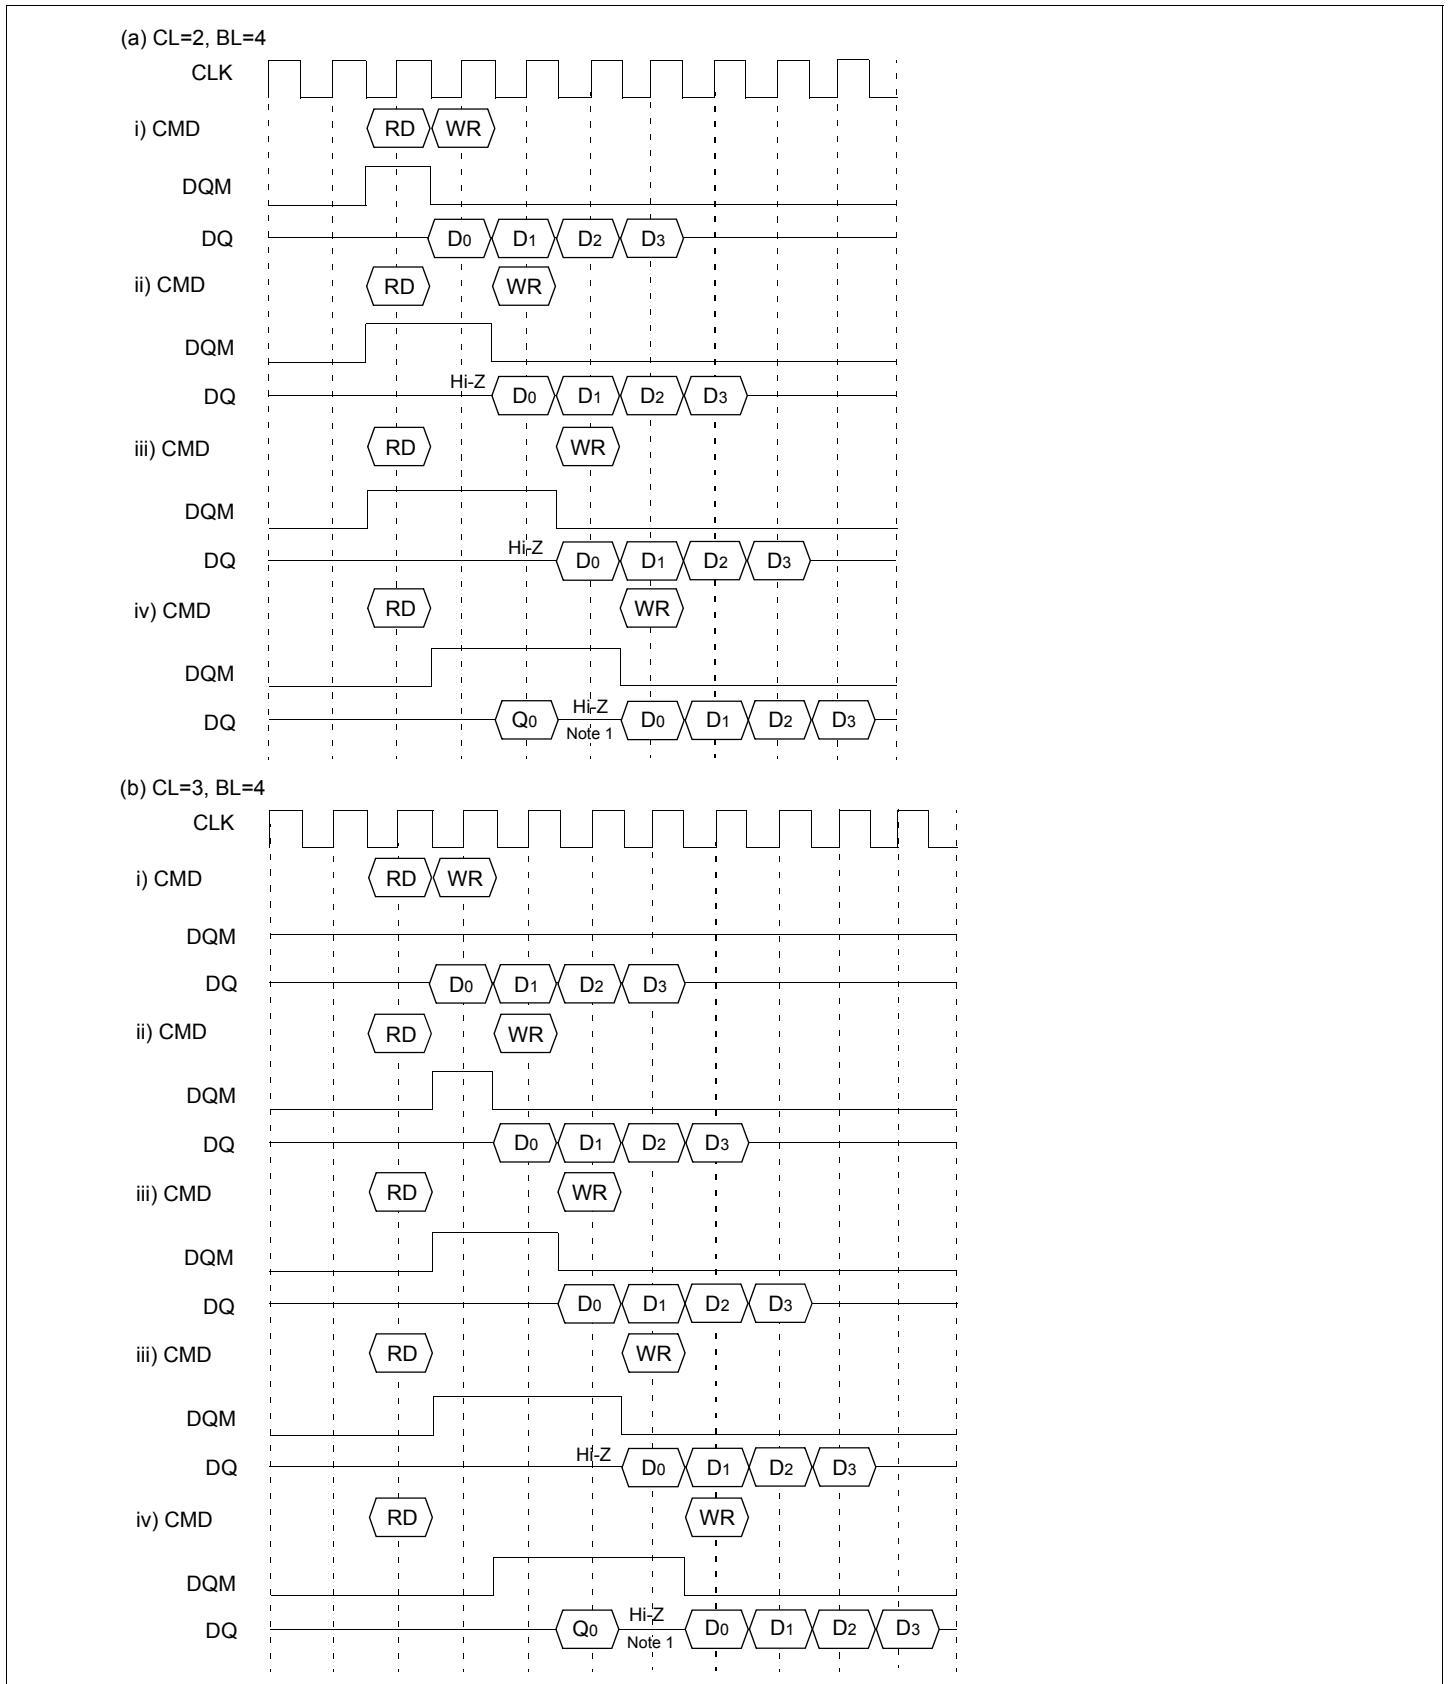 (a) CL=2, BL=4
CLK
i) CMD RD WR
DQM
DQ D0 D1 D2 D3
ii) CMD RD WR
DQM
Hi-Z
DQ D0 D1 D2 D3
iii) CMD RD WR
DQM
Hi-Z
DQ D0 D1 D2 D3
iv) CMD RD WR
DQM
Hi-Z
DQ Q0 D0 D1 D2 D3
Note 1
(b) CL=3, BL=4
CLK
i) CMD RD WR
DQM
DQ D0 D1 D2 D3
ii) CMD RD WR
DQM
DQ D0 D1 D2 D3
iii) CMD RD WR
DQM
DQ D0 D1 D2 D3
iii) CMD RD WR
DQM
Hi-Z
DQ D0 D1 D2 D3
iv) CMD RD WR
DQM
Hi-Z
DQ Q0 D0 D1 D2 D3
Note 1